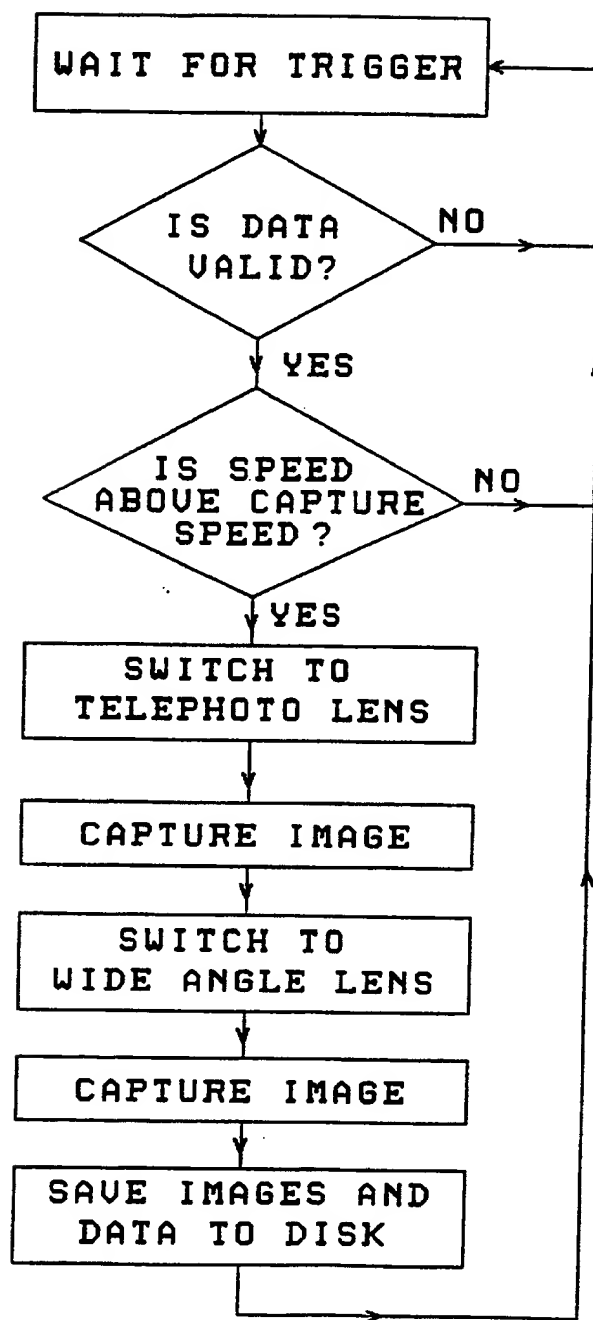 WAIT FOR TRIGGER
IS DATA
VALID?
NO
YES
IS SPEED
ABOVE CAPTURE
SPEED?
NO
YES
SWITCH TO
TELEPHOTO LENS
CAPTURE IMAGE
SWITCH TO
WIDE ANGLE LENS
CAPTURE IMAGE
SAVE IMAGES AND
DATA TO DISK